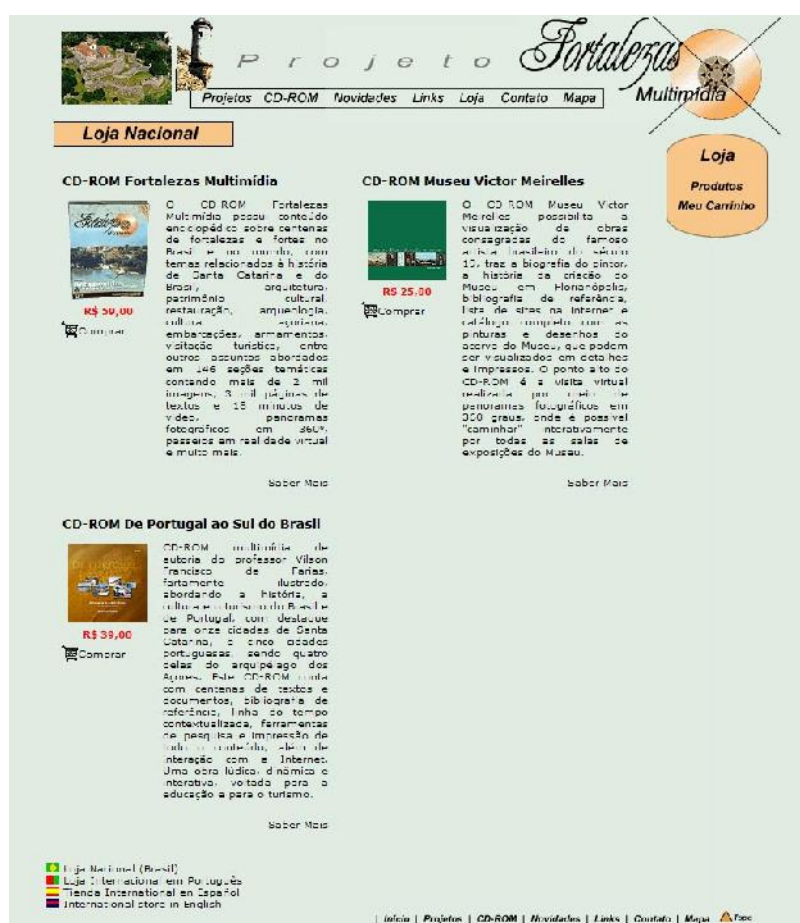 Projeto Fortalezas
Multimídia
Projetos CD-ROM Novidades Links Loja Contato Mapa
Loja Nacional
Loja
Produtos
Meu Carrinho
CD-ROM Fortalezas Multimídia
O CD-ROM Fortalezas
Multimídia possui conteúdo
enciclopédico sobre centenas
de fortalezas e fortes no
Brasil e no mundo, com
temas relacionados à história
de Santa Catarina e do
Brasil, arquitetura,
patrimônio cultural,
restauração, arqueologia,
cultura açoriana,
embarcações, armamentos,
visitação turística, entre
outros assuntos abordados
em 146 seções temáticas
contendo mais de 2 mil
imagens, 3 mil páginas de
textos e 15 minutos de
vídeo, panoramas
fotográficos em 360º,
passeios em realidade virtual
e muito mais.
R$ 59,00
Comprar
Saber Mais
CD-ROM Museu Victor Meirelles
O CD-ROM Museu Victor
Meirelles possibilita a
visualização de obras
consagradas do famoso
artista brasileiro do século
19, traz a biografia do pintor,
a história da criação do
Museu em Florianópolis,
bibliografia de referência,
lista de sites na internet e
catálogo completo com as
pinturas e desenhos do
acervo do Museu, que podem
ser visualizados em detalhes
e impressos. O ponto alto do
CD-ROM é a visita virtual
realizada por meio de
panoramas fotográficos em
360 graus, onde é possível
"caminhar" interativamente
por todas as salas de
exposições do Museu.
R$ 25,00
Comprar
Saber Mais
CD-ROM De Portugal ao Sul do Brasil
CD-ROM multimídia de
autoria do professor Vilson
Francisco de Farias,
fartamente ilustrado,
abordando a história, a
cultura e o turismo do Brasil e
de Portugal, com destaque
para onze cidades de Santa
Catarina, e cinco cidades
portuguesas, sendo quatro
delas do arquipélago dos
Açores. Este CD-ROM conta
com centenas de textos e
documentos, bibliografia de
referência, linha do tempo
contextualizada, ferramentas
de pesquisa e impressão de
todo o conteúdo, além de
interação com a Internet.
Uma obra lúdica, dinâmica e
interativa, voltada para a
educação e para o turismo.
R$ 39,00
Comprar
Saber Mais
Loja Nacional (Brasil)
Loja Internacional em Português
Tienda International en Español
International store in English
| Início | Projetos | CD-ROM | Novidades | Links | Contato | Mapa Topo